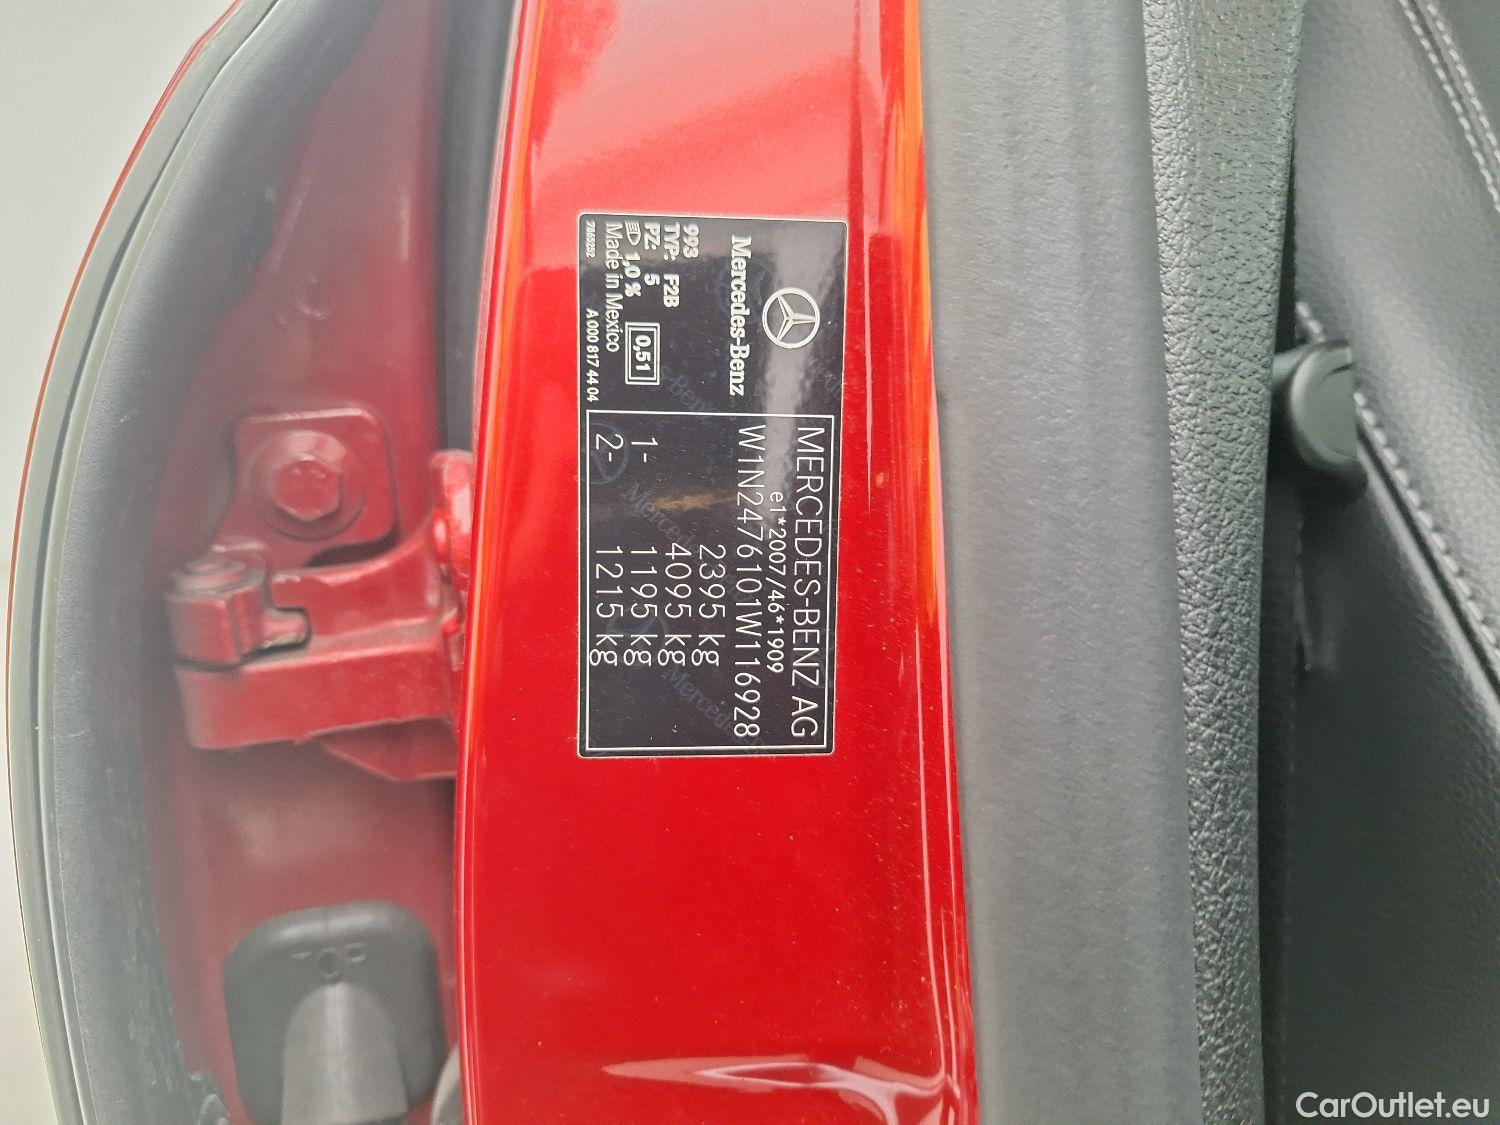 Mercedes-Benz
993
TYP: F2B
PZ: 5
1,0 %
0,51
Made in Mexico
7865252
A 000 817 44 04
MERCEDES-BENZ AG
e1*2007/46*1909
W1N2476101W116928
2395 kg
4095 kg
1- 1195 kg
2- 1215 kg
TOP
CarOutlet.eu